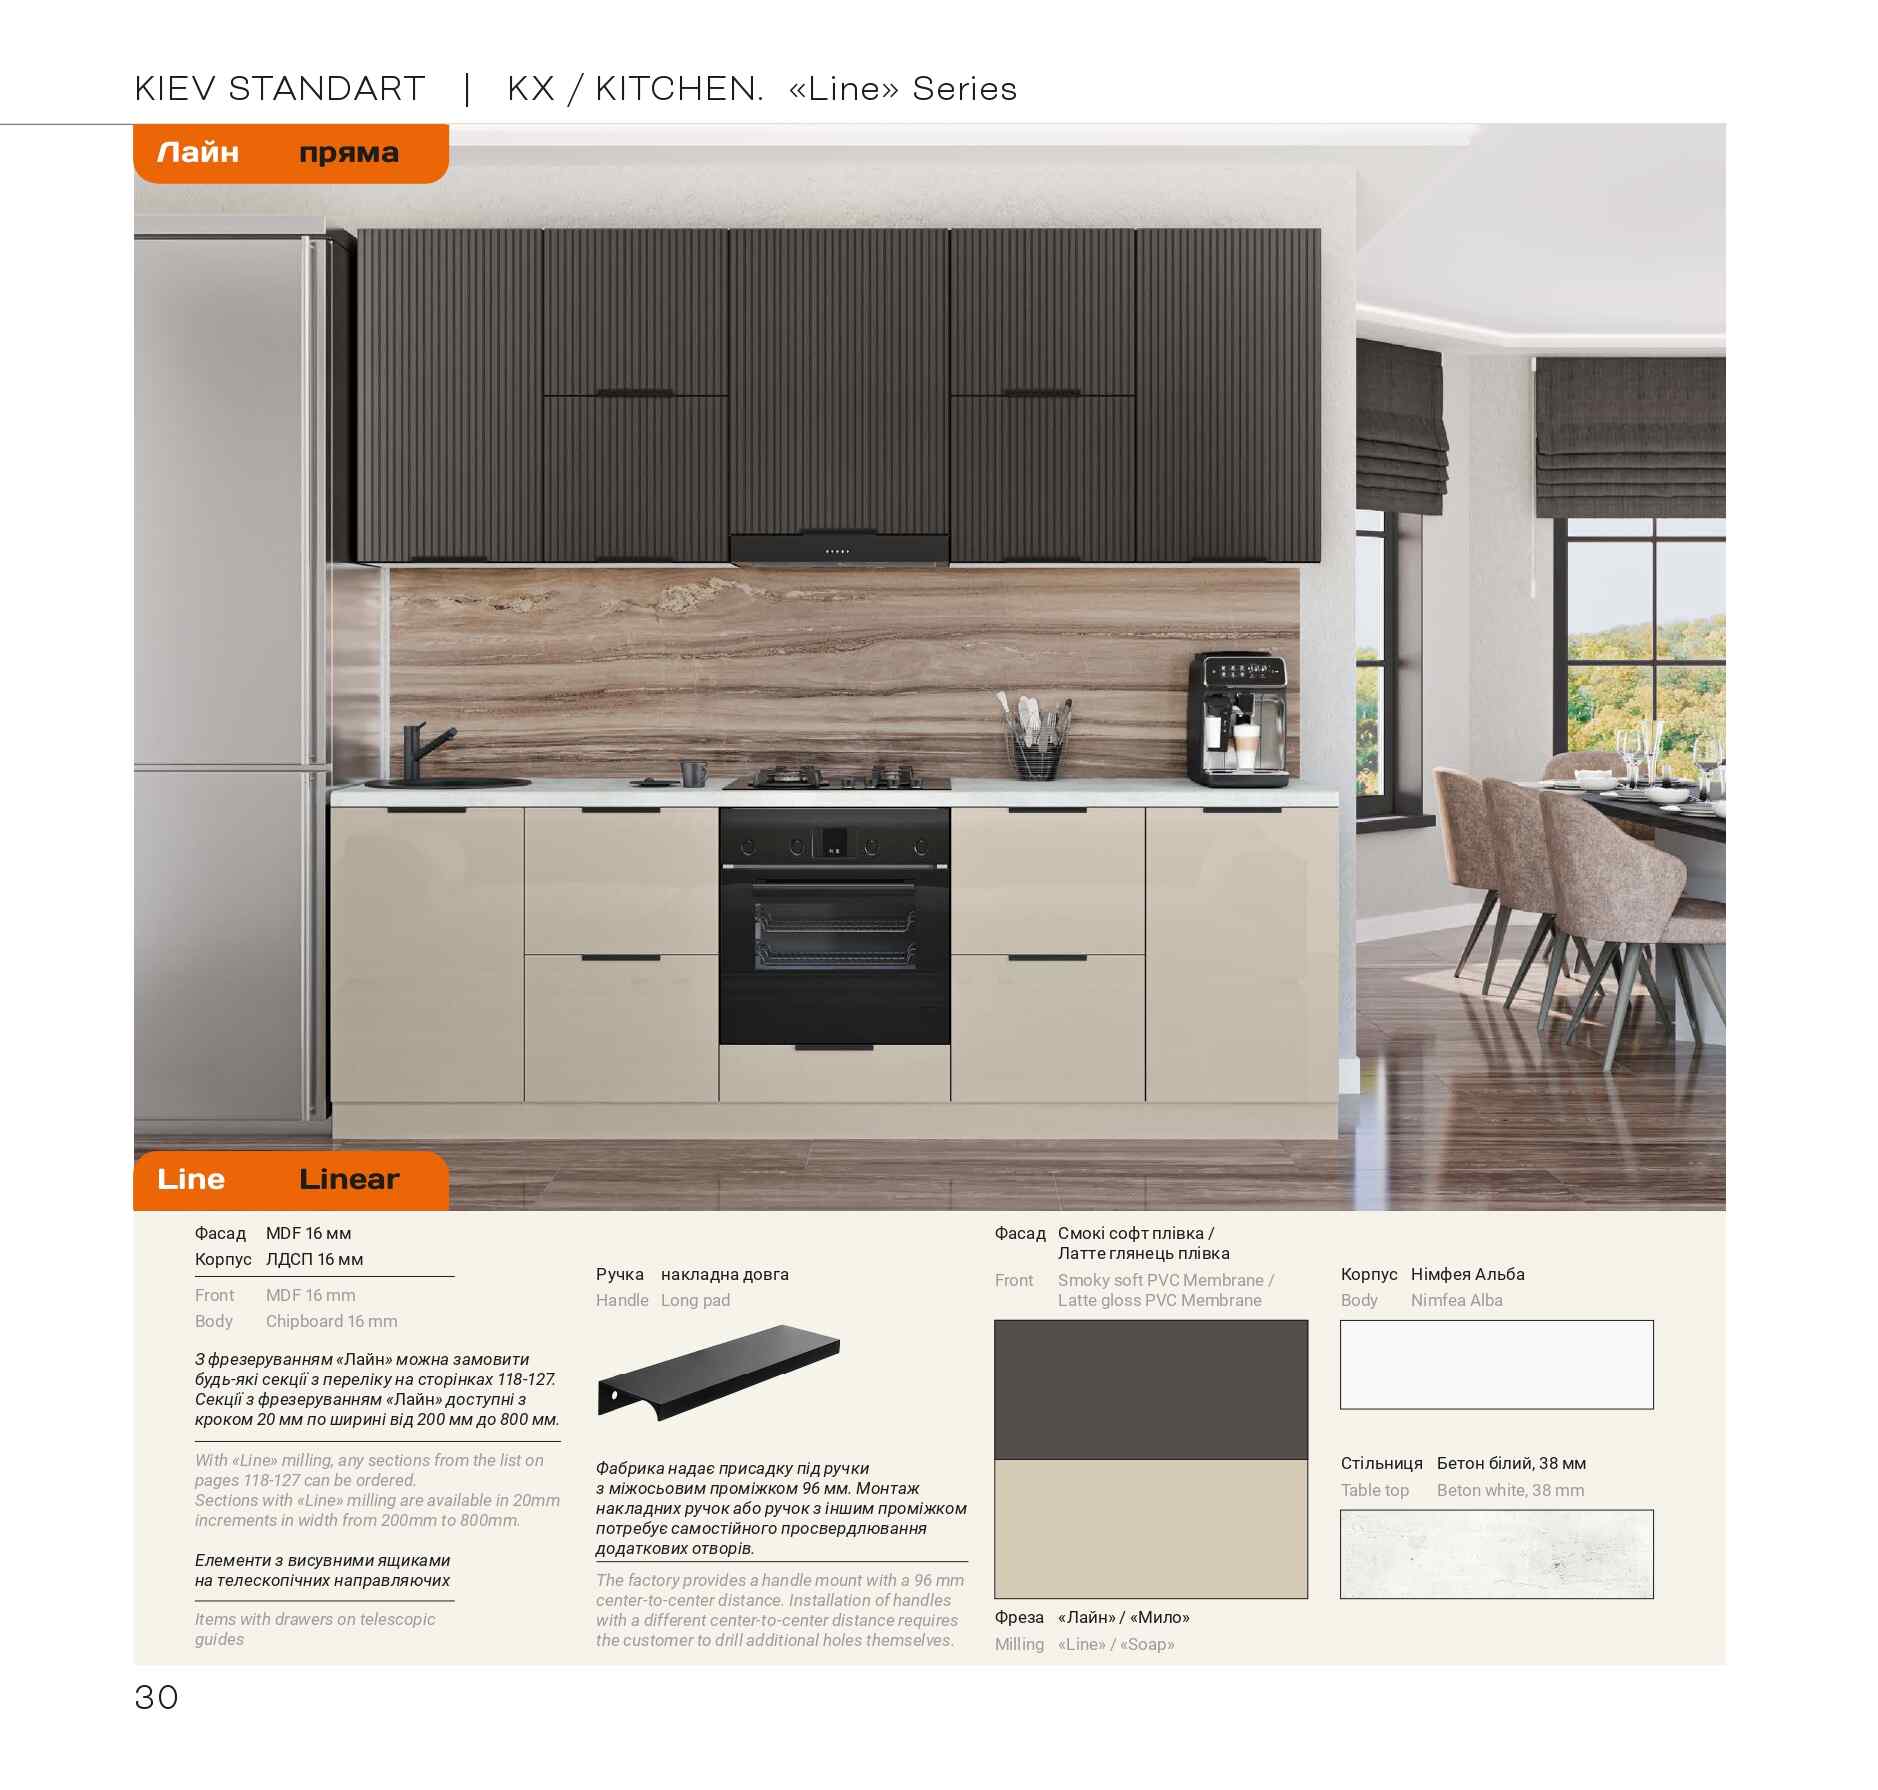 KIEV STANDART | KX / KITCHEN. «Line» Series
Лайн пряма
Line Linear
Фасад MDF 16 мм
Корпус ЛДСП 16 мм
Front MDF 16 mm
Body Chipboard 16 mm
З фрезеруванням «Лайн» можна замовити
будь-які секції з переліку на сторінках 118-127.
Секції з фрезеруванням «Лайн» доступні з
кроком 20 мм по ширині від 200 мм до 800 мм.
With «Line» milling, any sections from the list on
pages 118-127 can be ordered.
Sections with «Line» milling are available in 20mm
increments in width from 200mm to 800mm.
Елементи з висувними ящиками
на телескопічних направляючих
Items with drawers on telescopic
guides
Ручка накладна довга
Handle Long pad
Фабрика надає присадку під ручки
з міжосьовим проміжком 96 мм. Монтаж
накладних ручок або ручок з іншим проміжком
потребує самостійного просвердлювання
додаткових отворів.
The factory provides a handle mount with a 96 mm
center-to-center distance. Installation of handles
with a different center-to-center distance requires
the customer to drill additional holes themselves.
Фасад Смокі софт плівка /
Латте глянець плівка
Front Smoky soft PVC Membrane /
Latte gloss PVC Membrane
Фреза «Лайн» / «Мило»
Milling «Line» / «Soap»
Корпус Німфея Альба
Body Nimfea Alba
Стільниця Бетон білий, 38 мм
Table top Beton white, 38 mm
30